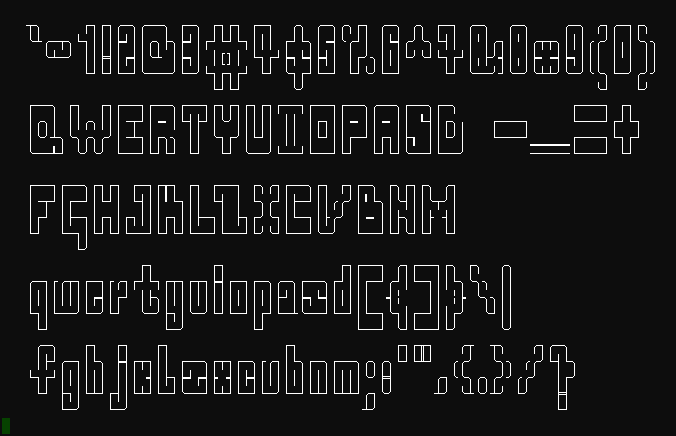 `~1!2@3#4$5%6^7&8*9(0)
QWERTYUIOPASD -_=+
FGHJKLZXCVBNM
qwertyuiopasd[{]}\|
fghjklzxcvbnm;:'",<.>/?